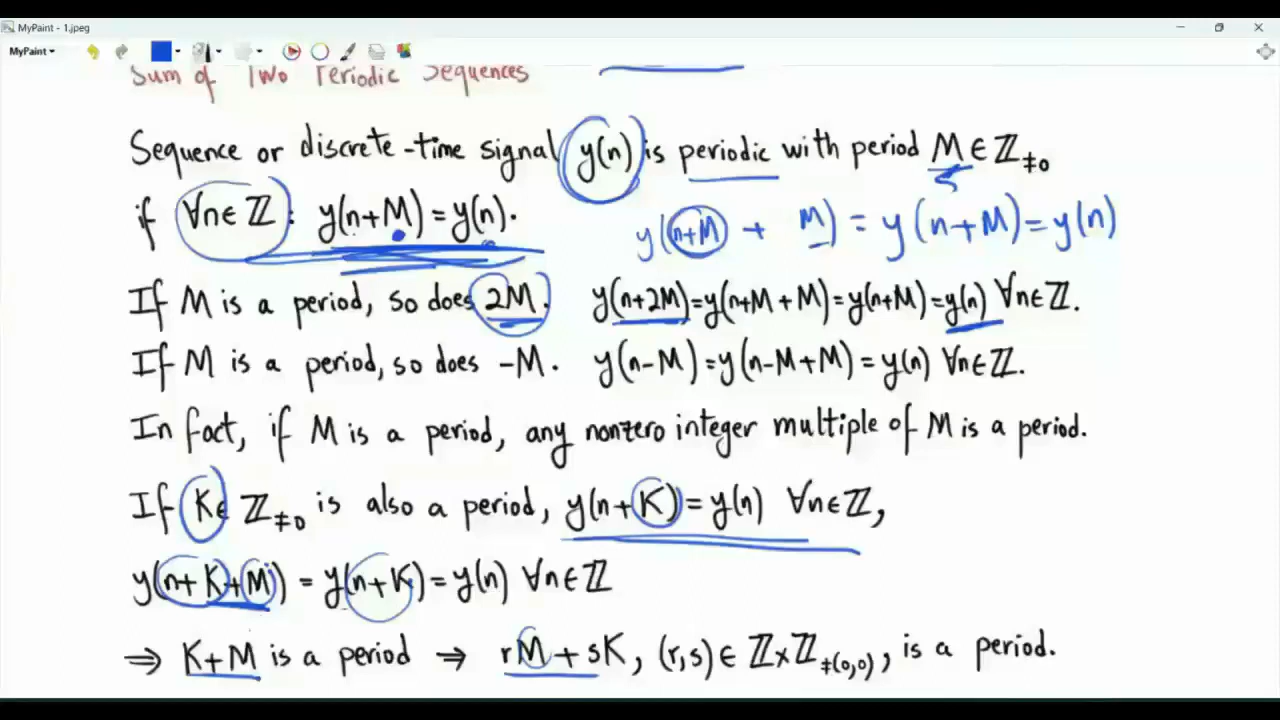 MyPaint - 1.jpeg
MyPaint
Sum of Two Periodic Sequences
Sequence or discrete-time signal y(n) is periodic with period M ∈ ℤ≠0
if ∀n∈ℤ: y(n+M) = y(n).
y(n+M + M) = y(n+M) = y(n)
If M is a period, so does 2M. y(n+2M)=y(n+M+M)=y(n+M)=y(n) ∀n∈ℤ.
If M is a period, so does -M. y(n-M)=y(n-M+M)=y(n) ∀n∈ℤ.
In fact, if M is a period, any nonzero integer multiple of M is a period.
If K∈ ℤ≠0 is also a period, y(n+K)=y(n) ∀n∈ℤ,
y(n+K+M) = y(n+K) = y(n) ∀n∈ℤ
⇒ K+M is a period ⇒ rM + sK, (r,s) ∈ ℤ×ℤ≠(0,0), is a period.